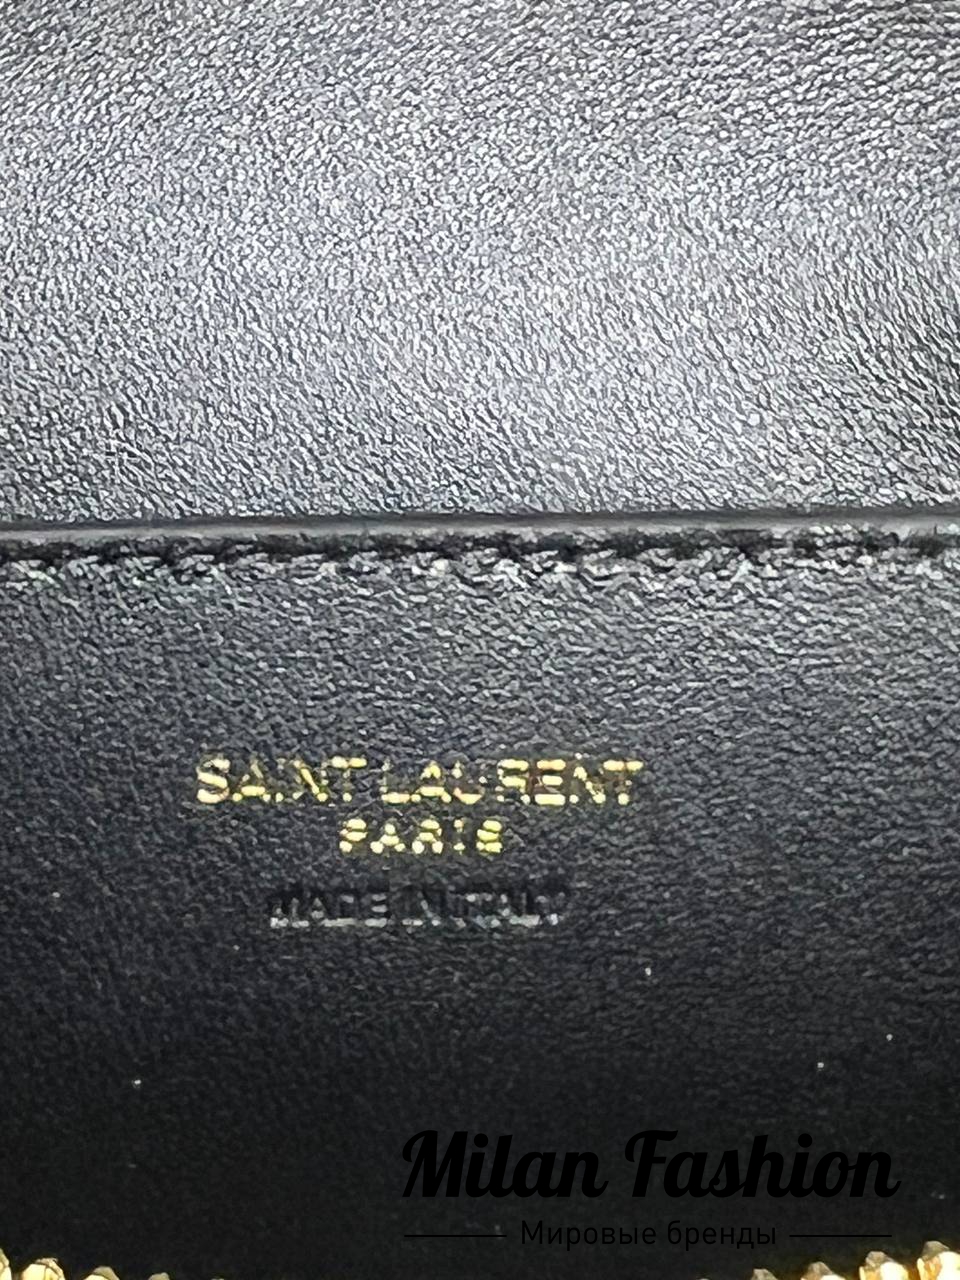 SAINT LAURENT
PARIS
MADE IN ITALY
Milan Fashion
Мировые бренды